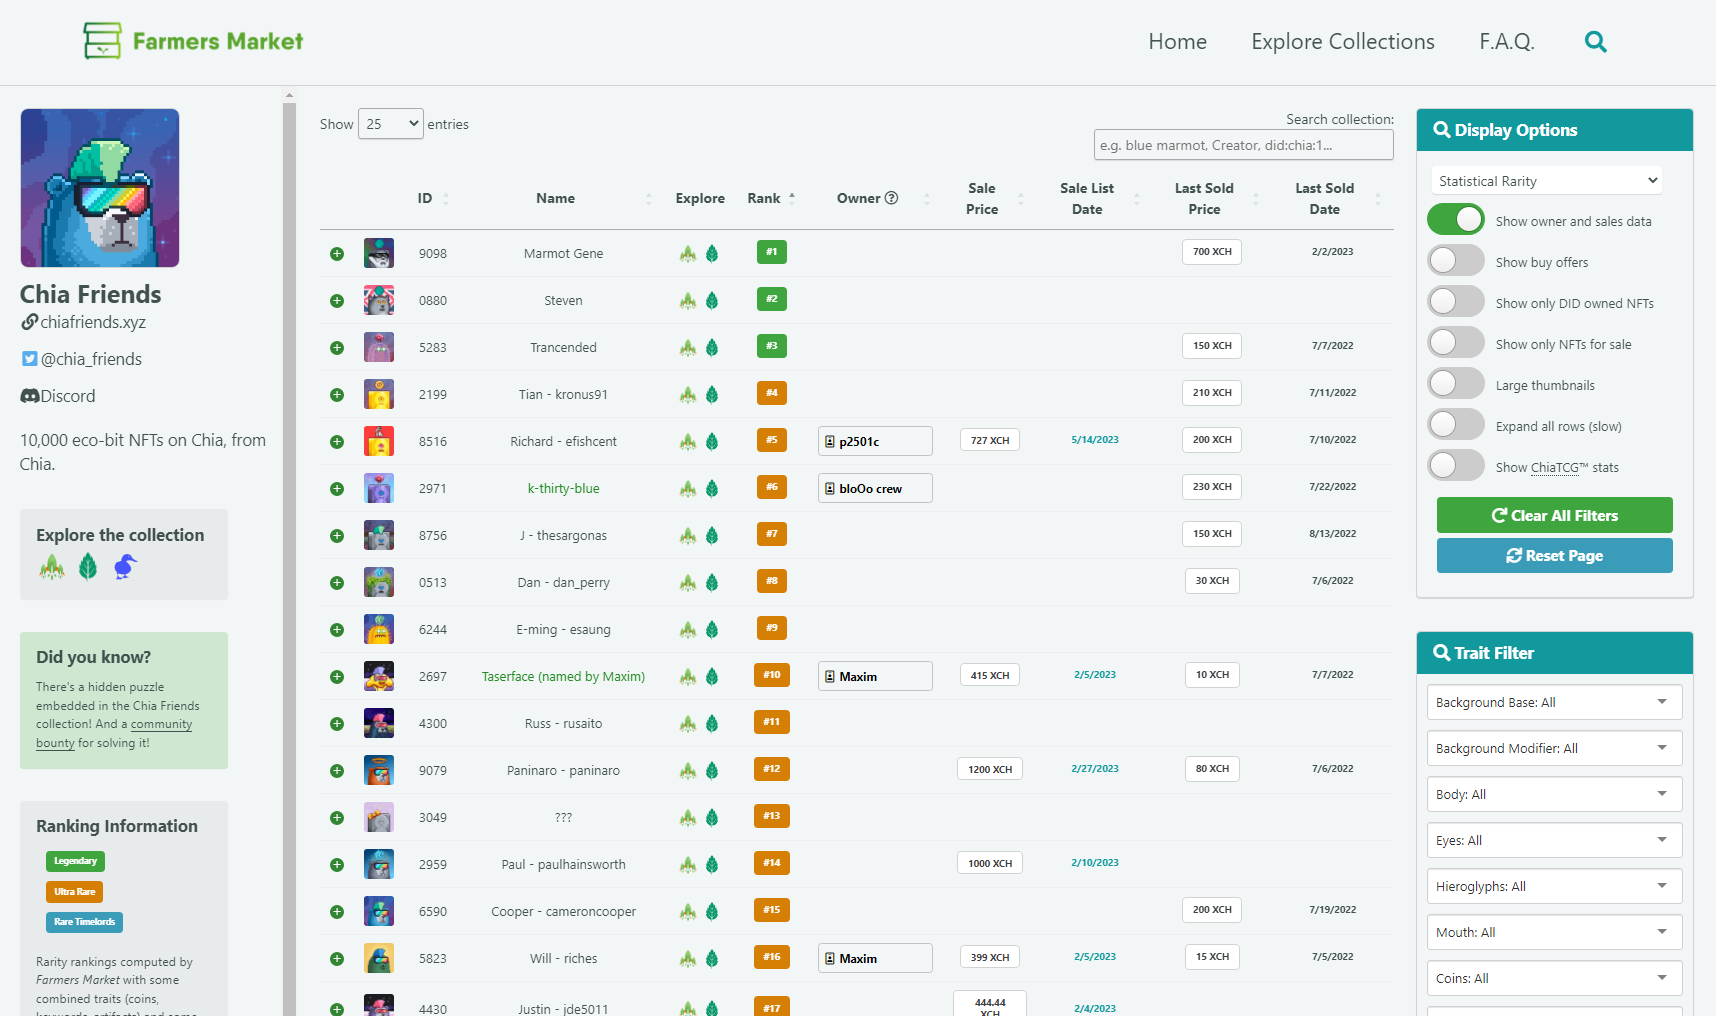 Farmers Market
Home
Explore Collections
F.A.Q.
Chia Friends
chiafriends.xyz
@chia_friends
Discord
10,000 eco-bit NFTs on Chia, from
Chia.
Explore the collection
Did you know?
There's a hidden puzzle
embedded in the Chia Friends
collection! And a community
bounty for solving it!
Ranking Information
Legendary
Ultra Rare
Rare Timelords
Rarity rankings computed by
Farmers Market with some
combined traits (coins,
Show 25 entries
Search collection:
e.g. blue marmot, Creator, did:chia:1...
ID Name Explore Rank Owner Sale Price Sale List Date Last Sold Price Last Sold Date
9098 Marmot Gene #1 700 XCH 2/2/2023
0880 Steven #2
5283 Trancended #3 150 XCH 7/7/2022
2199 Tian - kronus91 #4 210 XCH 7/11/2022
8516 Richard - efishcent #5 p2501c 727 XCH 5/14/2023 200 XCH 7/10/2022
2971 k-thirty-blue #6 bloOo crew 230 XCH 7/22/2022
8756 J - thesargonas #7 150 XCH 8/13/2022
0513 Dan - dan_perry #8 30 XCH 7/6/2022
6244 E-ming - esaung #9
2697 Taserface (named by Maxim) #10 Maxim 415 XCH 2/5/2023 10 XCH 7/7/2022
4300 Russ - rusaito #11
9079 Paninaro - paninaro #12 1200 XCH 2/27/2023 80 XCH 7/6/2022
3049 ??? #13
2959 Paul - paulhainsworth #14 1000 XCH 2/10/2023
6590 Cooper - cameroncooper #15 200 XCH 7/19/2022
5823 Will - riches #16 Maxim 399 XCH 2/5/2023 15 XCH 7/5/2022
4430 Justin - jde5011 #17 444.44 XCH 2/4/2023
Display Options
Statistical Rarity
Show owner and sales data
Show buy offers
Show only DID owned NFTs
Show only NFTs for sale
Large thumbnails
Expand all rows (slow)
Show ChiaTCG™ stats
Clear All Filters
Reset Page
Trait Filter
Background Base: All
Background Modifier: All
Body: All
Eyes: All
Hieroglyphs: All
Mouth: All
Coins: All